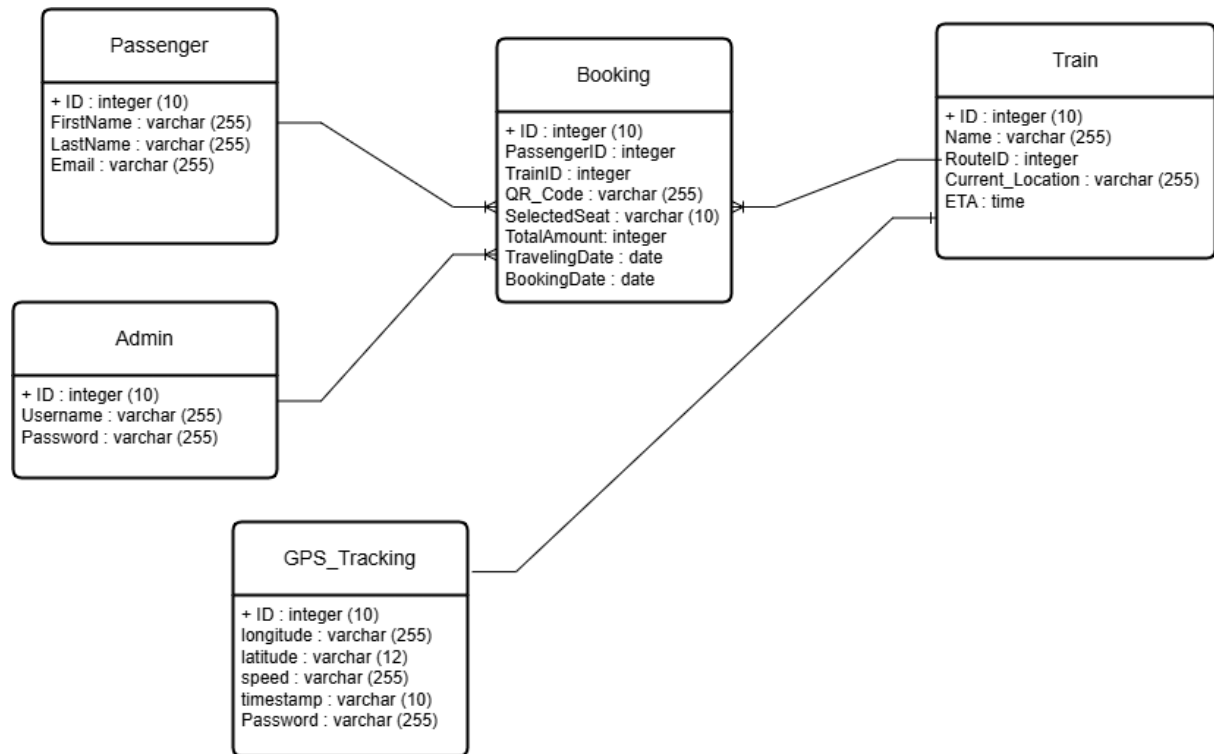 Passenger
+ ID : integer (10)
FirstName : varchar (255)
LastName : varchar (255)
Email : varchar (255)
Booking
+ ID : integer (10)
PassengerID : integer
TrainID : integer
QR_Code : varchar (255)
SelectedSeat : varchar (10)
TotalAmount: integer
TravelingDate : date
BookingDate : date
Train
+ ID : integer (10)
Name : varchar (255)
RouteID : integer
Current_Location : varchar (255)
ETA : time
Admin
+ ID : integer (10)
Username : varchar (255)
Password : varchar (255)
GPS_Tracking
+ ID : integer (10)
longitude : varchar (255)
latitude : varchar (12)
speed : varchar (255)
timestamp : varchar (10)
Password : varchar (255)